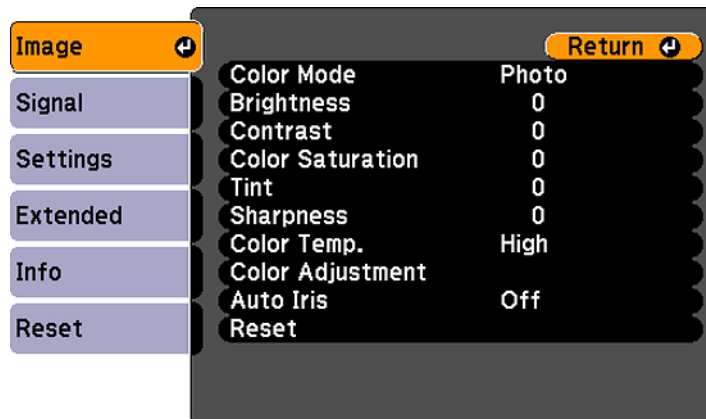 Image
Signal
Settings
Extended
Info
Reset
Return
Color Mode Photo
Brightness 0
Contrast 0
Color Saturation 0
Tint 0
Sharpness 0
Color Temp. High
Color Adjustment
Auto Iris Off
Reset